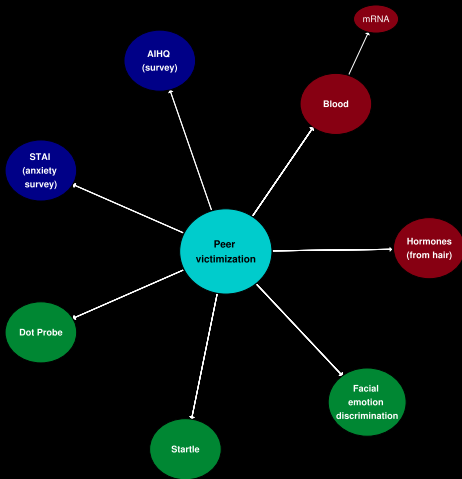 mRNA
AIHQ
(survey)
Blood
STAI
(anxiety
survey)
Peer
victimization
Hormones
(from hair)
Dot Probe
Facial
emotion
discrimination
Startle